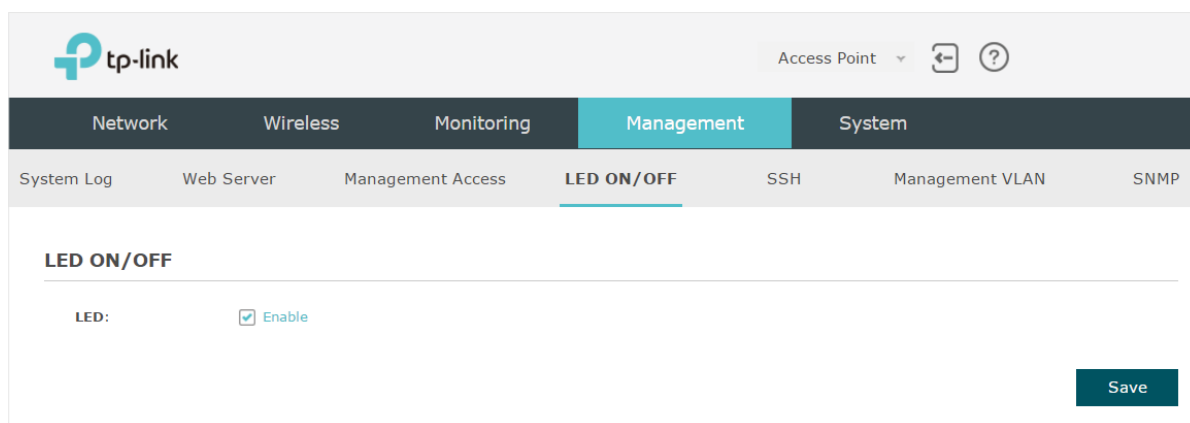 tp-link
Access Point
Network Wireless Monitoring Management System
System Log Web Server Management Access LED ON/OFF SSH Management VLAN SNMP
LED ON/OFF
LED: Enable
Save